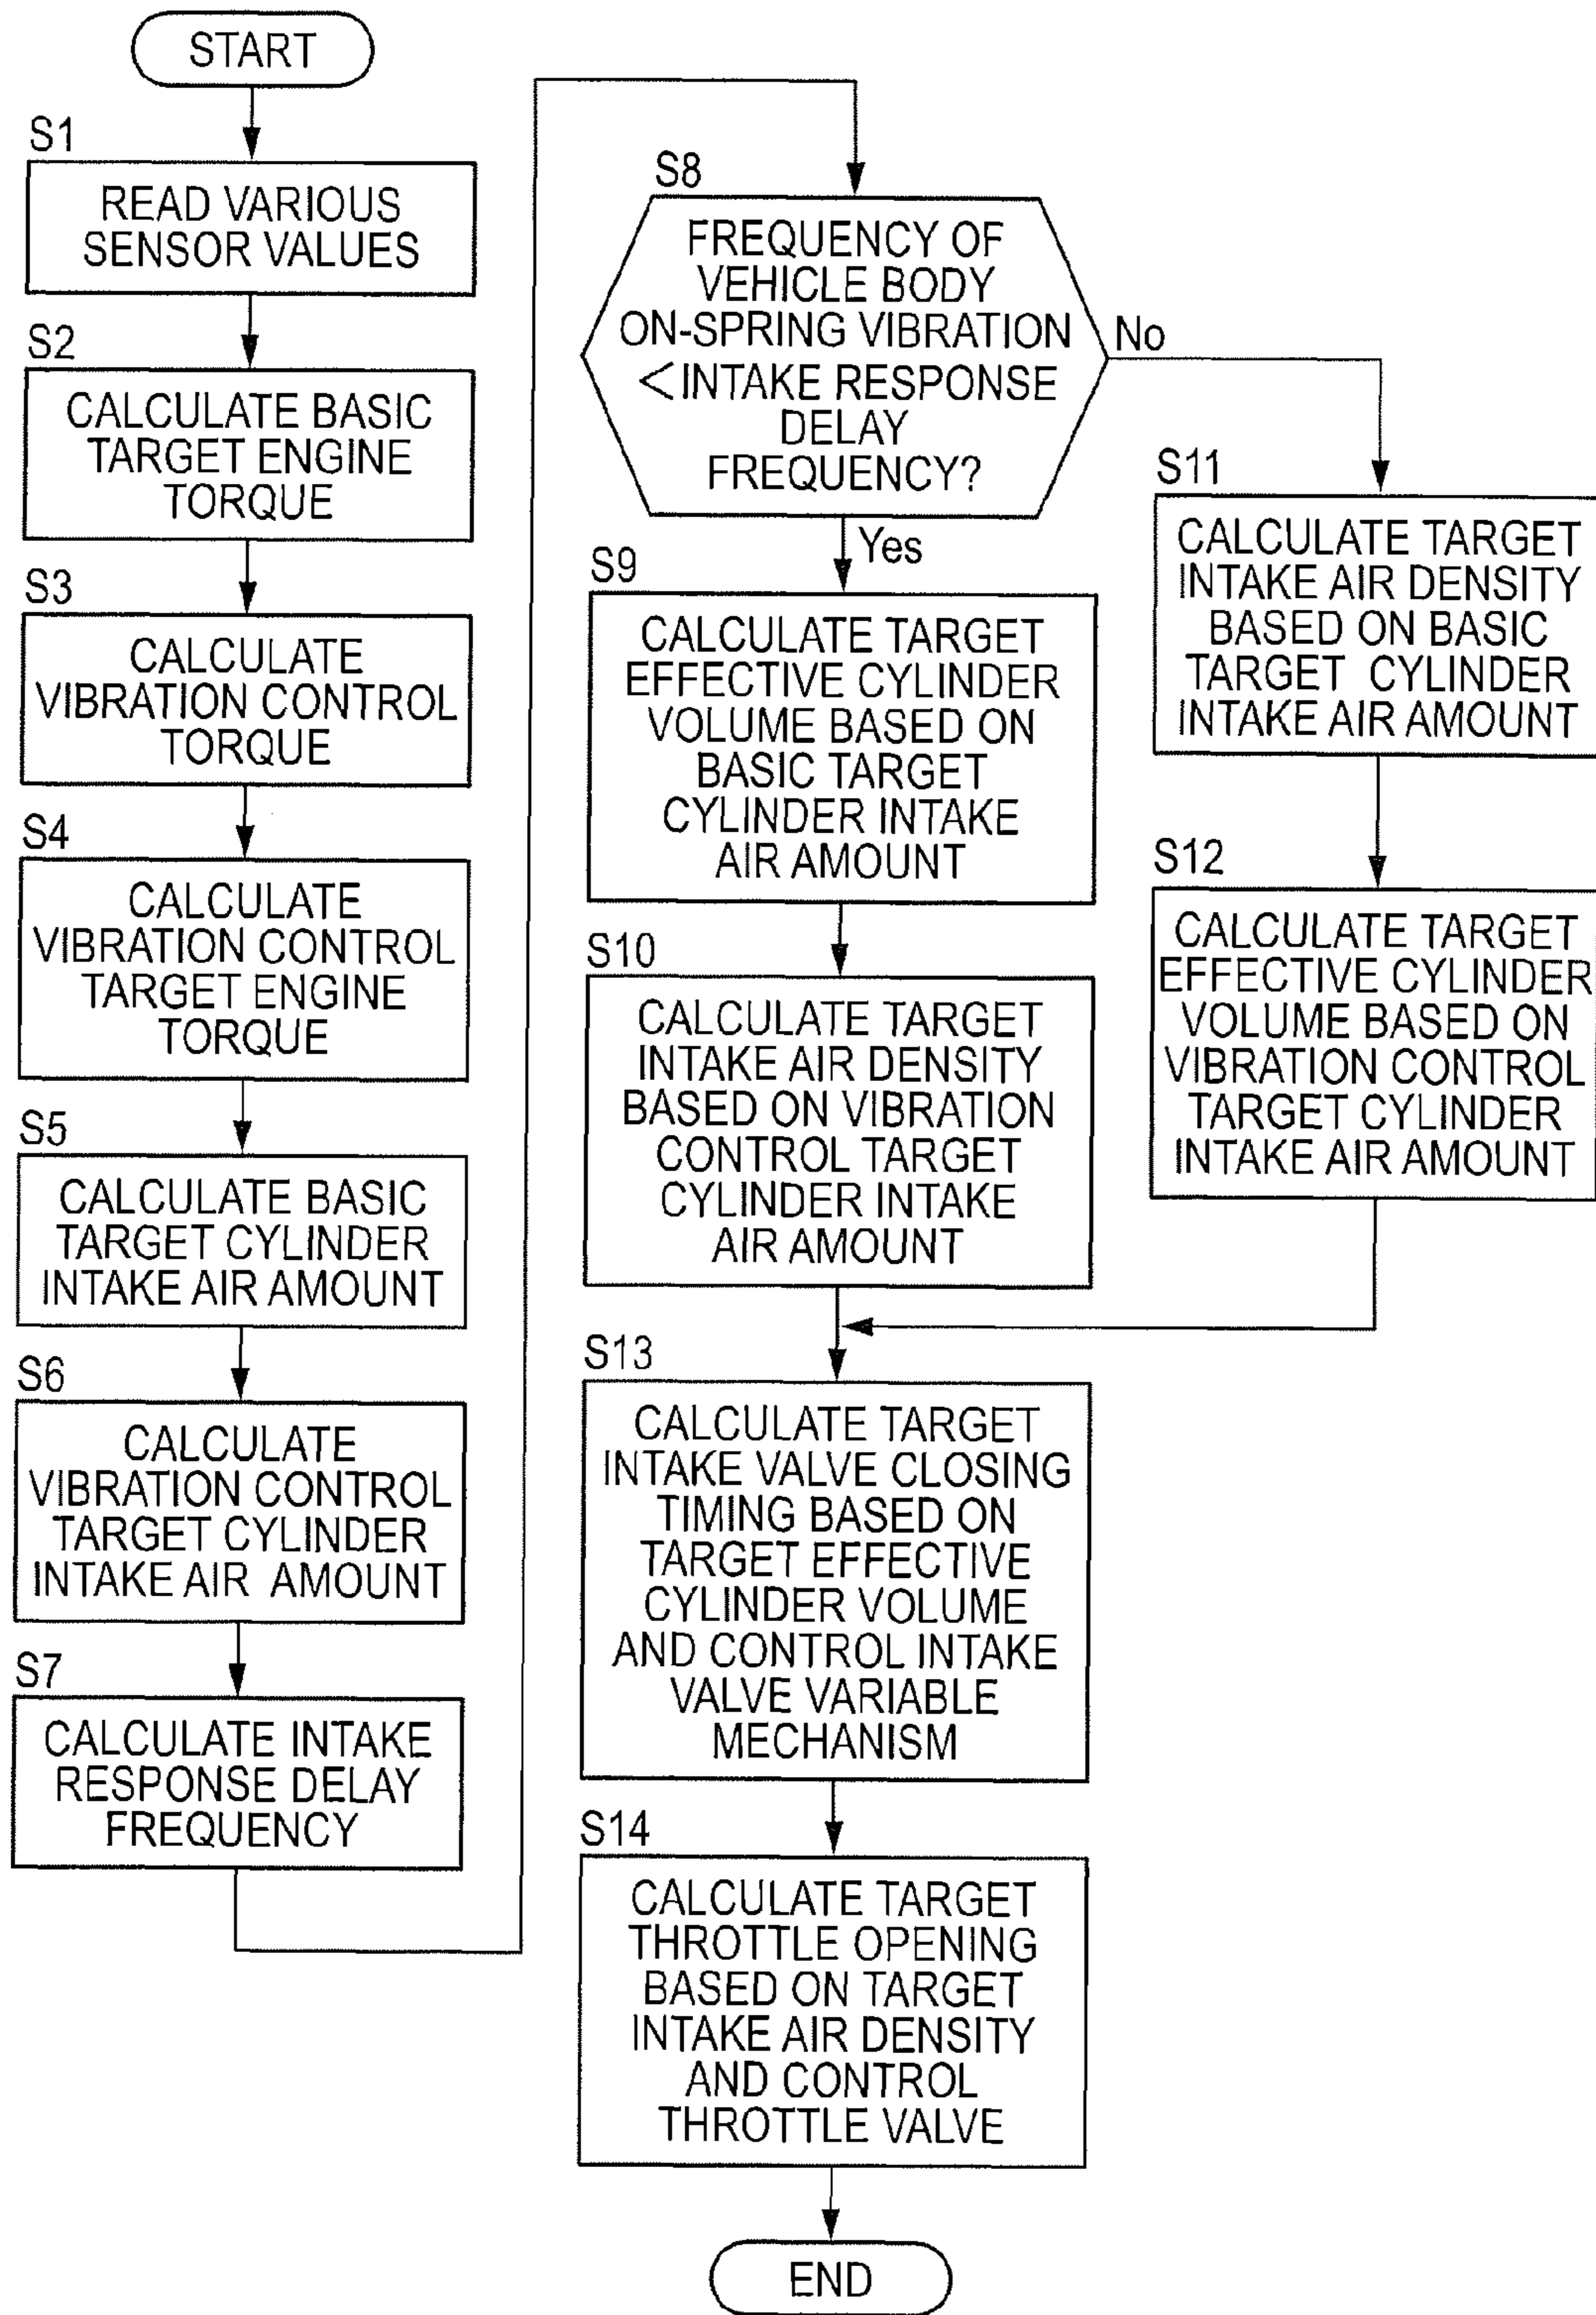 START
S1
READ VARIOUS
SENSOR VALUES
S2
CALCULATE BASIC
TARGET ENGINE
TORQUE
S3
CALCULATE
VIBRATION CONTROL
TORQUE
S4
CALCULATE
VIBRATION CONTROL
TARGET ENGINE
TORQUE
S5
CALCULATE BASIC
TARGET CYLINDER
INTAKE AIR AMOUNT
S6
CALCULATE
VIBRATION CONTROL
TARGET CYLINDER
INTAKE AIR AMOUNT
S7
CALCULATE INTAKE
RESPONSE DELAY
FREQUENCY
S8
FREQUENCY OF
VEHICLE BODY
ON-SPRING VIBRATION
<INTAKE RESPONSE
DELAY
FREQUENCY?
Yes
No
S9
CALCULATE TARGET
EFFECTIVE CYLINDER
VOLUME BASED ON
BASIC TARGET
CYLINDER INTAKE
AIR AMOUNT
S10
CALCULATE TARGET
INTAKE AIR DENSITY
BASED ON VIBRATION
CONTROL TARGET
CYLINDER INTAKE
AIR AMOUNT
S11
CALCULATE TARGET
INTAKE AIR DENSITY
BASED ON BASIC
TARGET CYLINDER
INTAKE AIR AMOUNT
S12
CALCULATE TARGET
EFFECTIVE CYLINDER
VOLUME BASED ON
VIBRATION CONTROL
TARGET CYLINDER
INTAKE AIR AMOUNT
S13
CALCULATE TARGET
INTAKE VALVE CLOSING
TIMING BASED ON
TARGET EFFECTIVE
CYLINDER VOLUME
AND CONTROL INTAKE
VALVE VARIABLE
MECHANISM
S14
CALCULATE TARGET
THROTTLE OPENING
BASED ON TARGET
INTAKE AIR DENSITY
AND CONTROL
THROTTLE VALVE
END